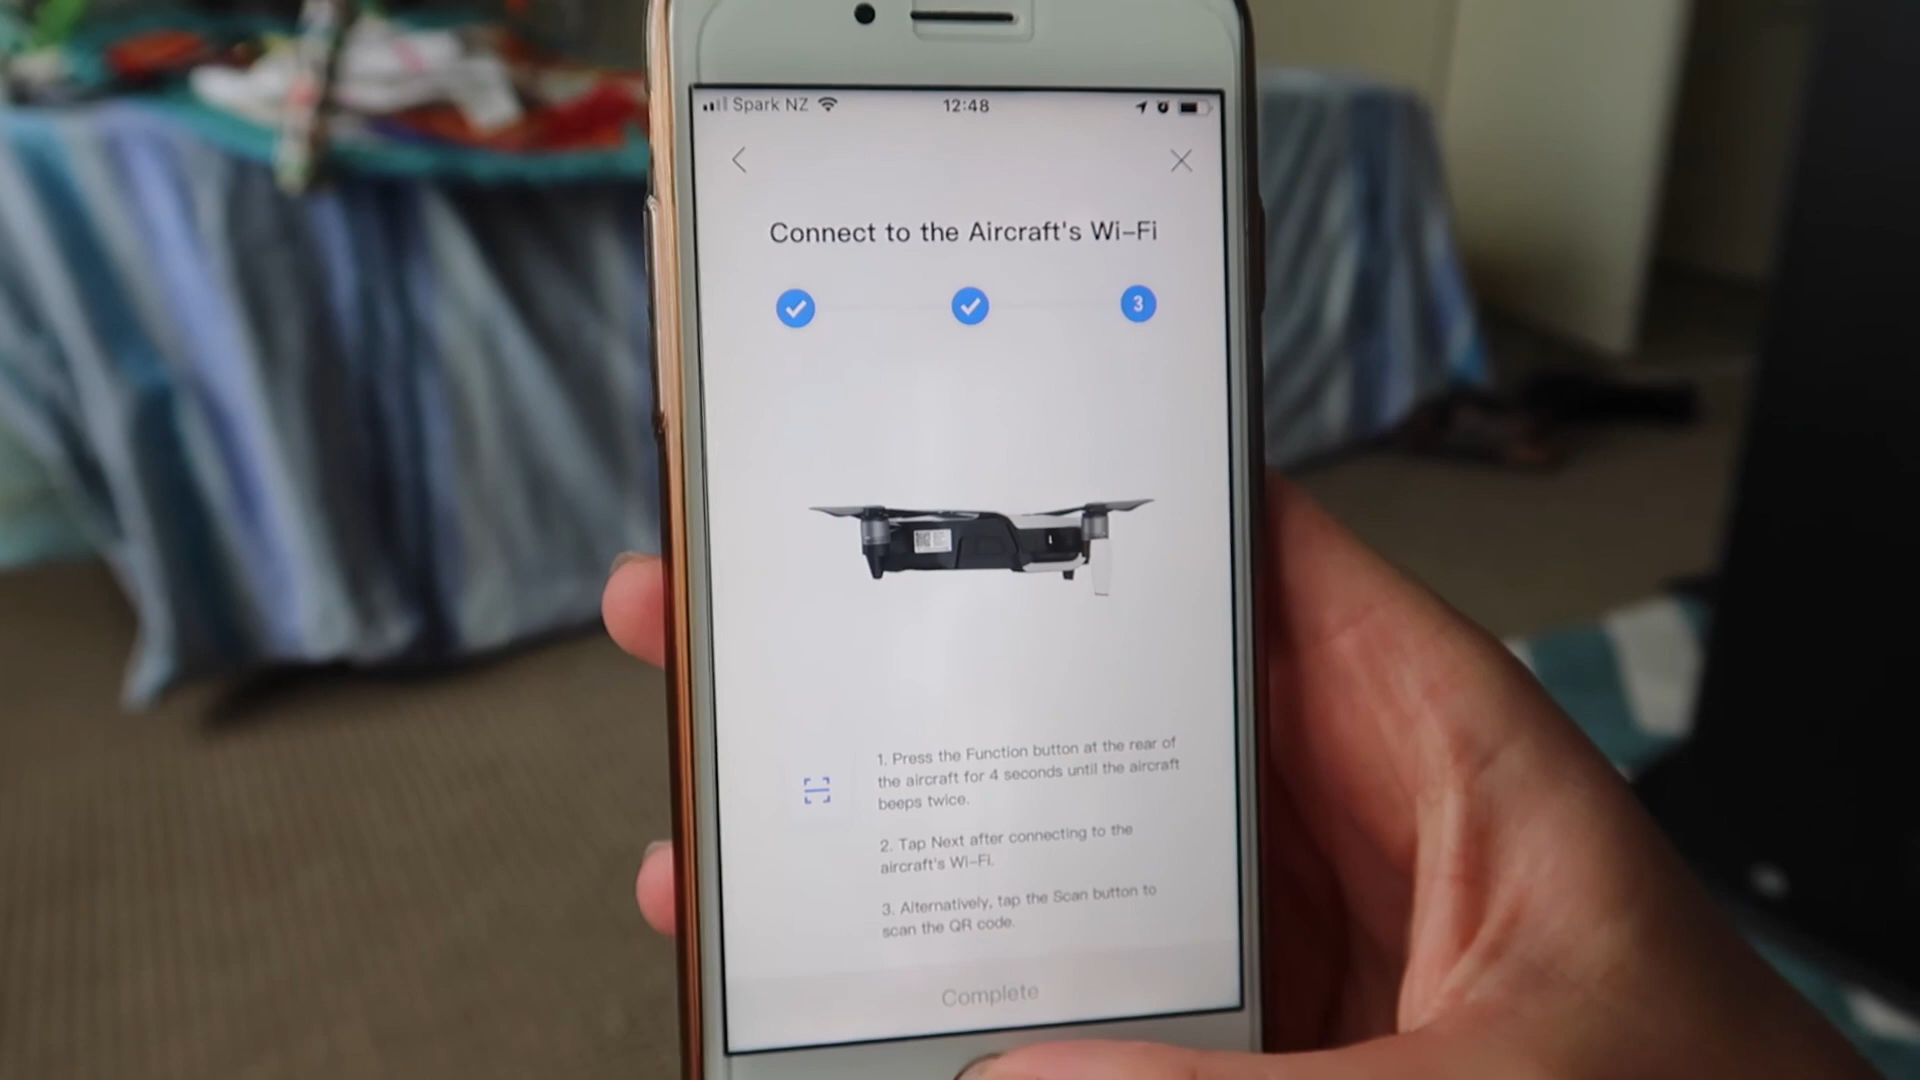 Spark NZ 12:48
Connect to the Aircraft's Wi-Fi
3
1. Press the Function button at the rear of
the aircraft for 4 seconds until the aircraft
beeps twice.
2. Tap Next after connecting to the
aircraft's Wi-Fi.
3. Alternatively, tap the Scan button to
scan the QR code.
Complete